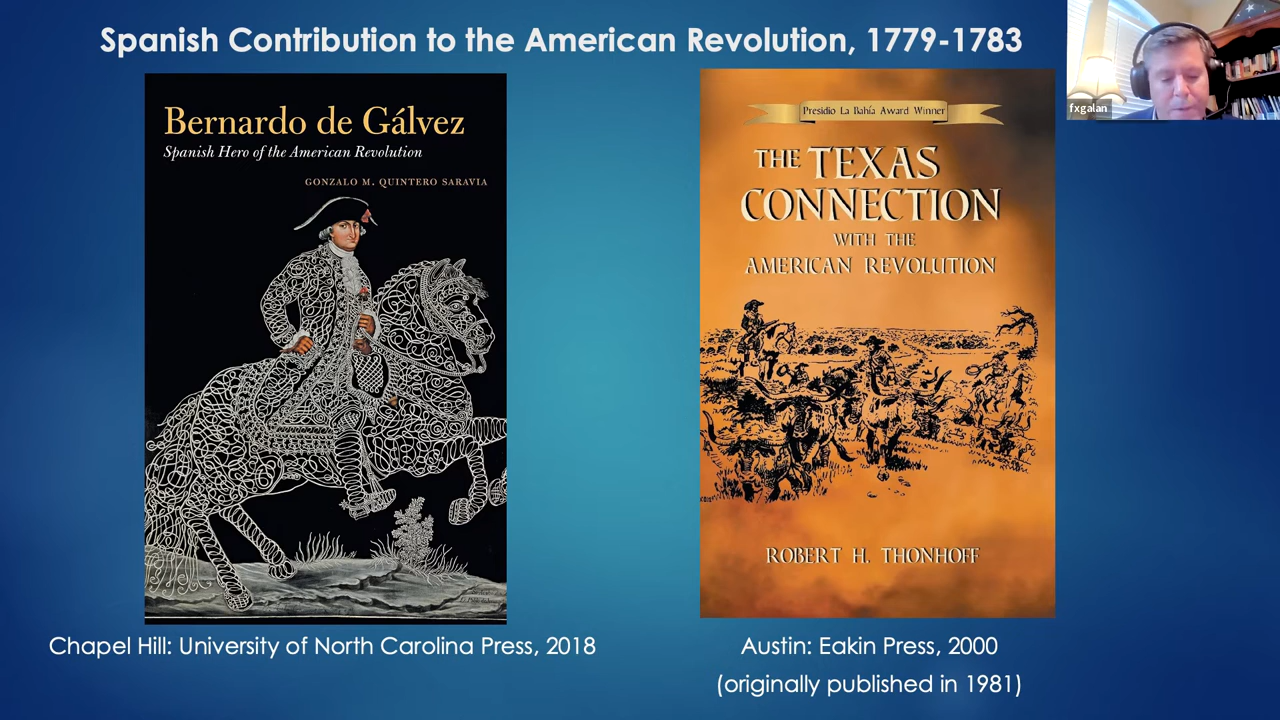 Spanish Contribution to the American Revolution, 1779-1783
fxgalan
Bernardo de Gálvez
Spanish Hero of the American Revolution
GONZALO M. QUINTERO SARAVIA
Presidio La Bahía Award Winner
THE TEXAS
CONNECTION
WITH THE
AMERICAN REVOLUTION
ROBERT H. THONHOFF
Chapel Hill: University of North Carolina Press, 2018
Austin: Eakin Press, 2000
(originally published in 1981)